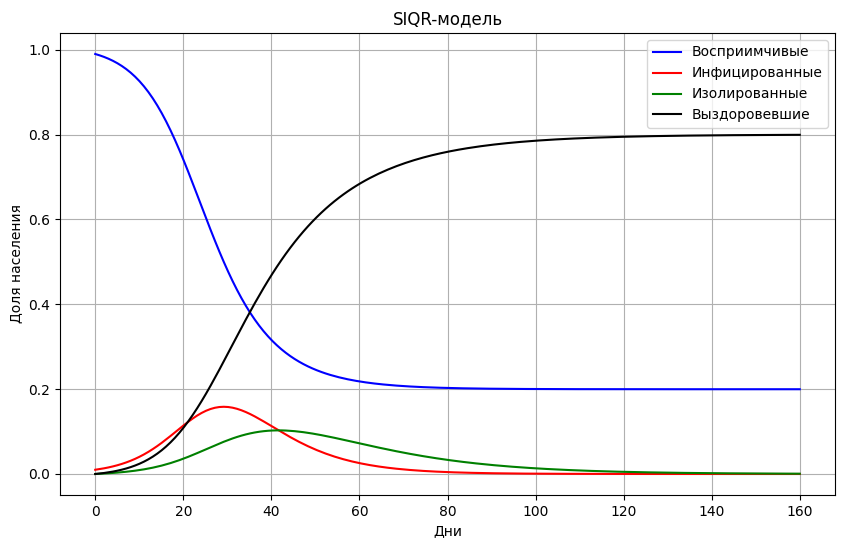 SIQR-модель
Восприимчивые
Инфицированные
Изолированные
Выздоровевшие
Доля населения
1.0
0.8
0.6
0.4
0.2
0.0
0 20 40 60 80 100 120 140 160
Дни